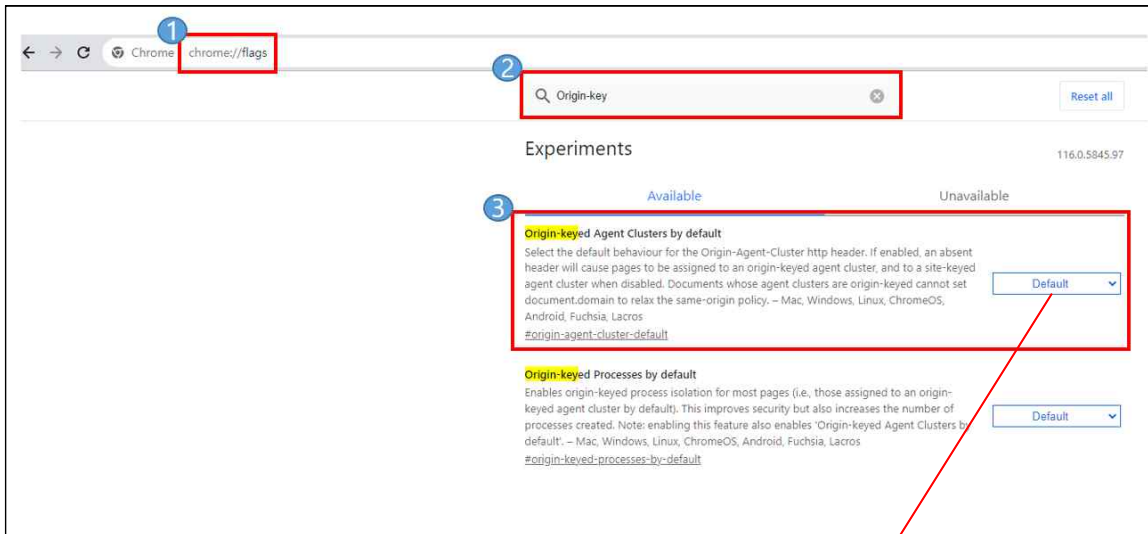 1
Chrome chrome://flags
2
Origin-key
Reset all
Experiments
116.0.5845.97
Available
Unavailable
3
Origin-keyed Agent Clusters by default
Select the default behaviour for the Origin-Agent-Cluster http header. If enabled, an absent
header will cause pages to be assigned to an origin-keyed agent cluster, and to a site-keyed
agent cluster when disabled. Documents whose agent clusters are origin-keyed cannot set
document.domain to relax the same-origin policy. – Mac, Windows, Linux, ChromeOS,
Android, Fuchsia, Lacros
#origin-agent-cluster-default
Default
Origin-keyed Processes by default
Enables origin-keyed process isolation for most pages (i.e., those assigned to an origin-
keyed agent cluster by default). This improves security but also increases the number of
processes created. Note: enabling this feature also enables 'Origin-keyed Agent Clusters by
default'. – Mac, Windows, Linux, ChromeOS, Android, Fuchsia, Lacros
#origin-keyed-processes-by-default
Default